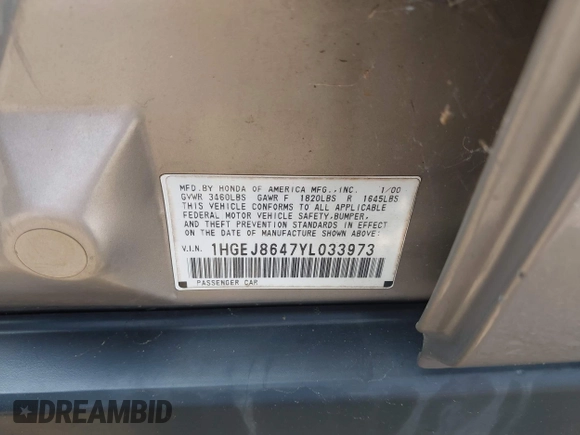 MFD.BY HONDA OF AMERICA MFG.,INC. 1/00
GVWR 3460LBS GAWR F 1820LBS R 1645LBS
THIS VEHICLE CONFORMS TO ALL APPLICABLE
FEDERAL MOTOR VEHICLE SAFETY,BUMPER,
AND THEFT PREVENTION STANDARDS IN EFFECT
ON THE DATE OF MANUFACTURE SHOWN ABOVE.
V.I.N. 1HGEJ8647YL033973
PASSENGER CAR
DREAMBID